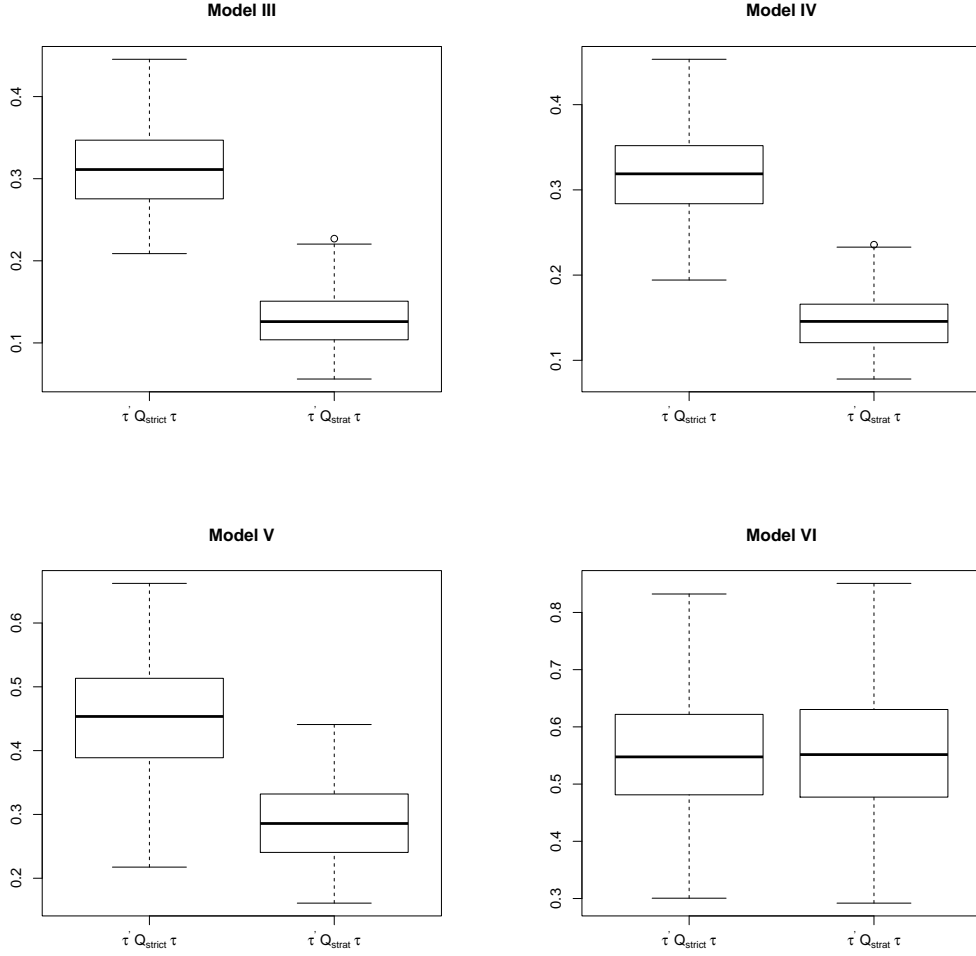 Model III
0.4
0.3
0.2
0.1
τ' Q_strict τ τ' Q_strat τ
Model IV
0.4
0.3
0.2
0.1
τ' Q_strict τ τ' Q_strat τ
Model V
0.6
0.5
0.4
0.3
0.2
τ' Q_strict τ τ' Q_strat τ
Model VI
0.8
0.7
0.6
0.5
0.4
0.3
τ' Q_strict τ τ' Q_strat τ